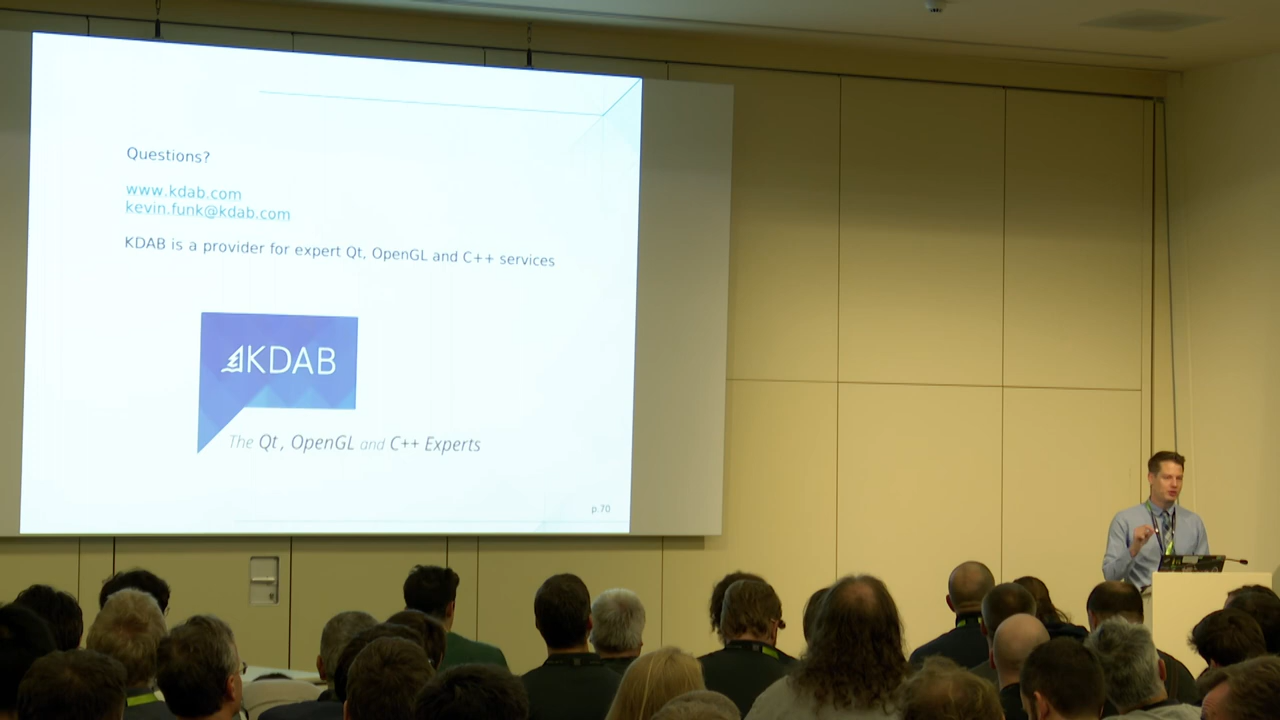 Questions?
www.kdab.com
kevin.funk@kdab.com
KDAB is a provider for expert Qt, OpenGL and C++ services
KDAB
The Qt, OpenGL and C++ Experts
p.70